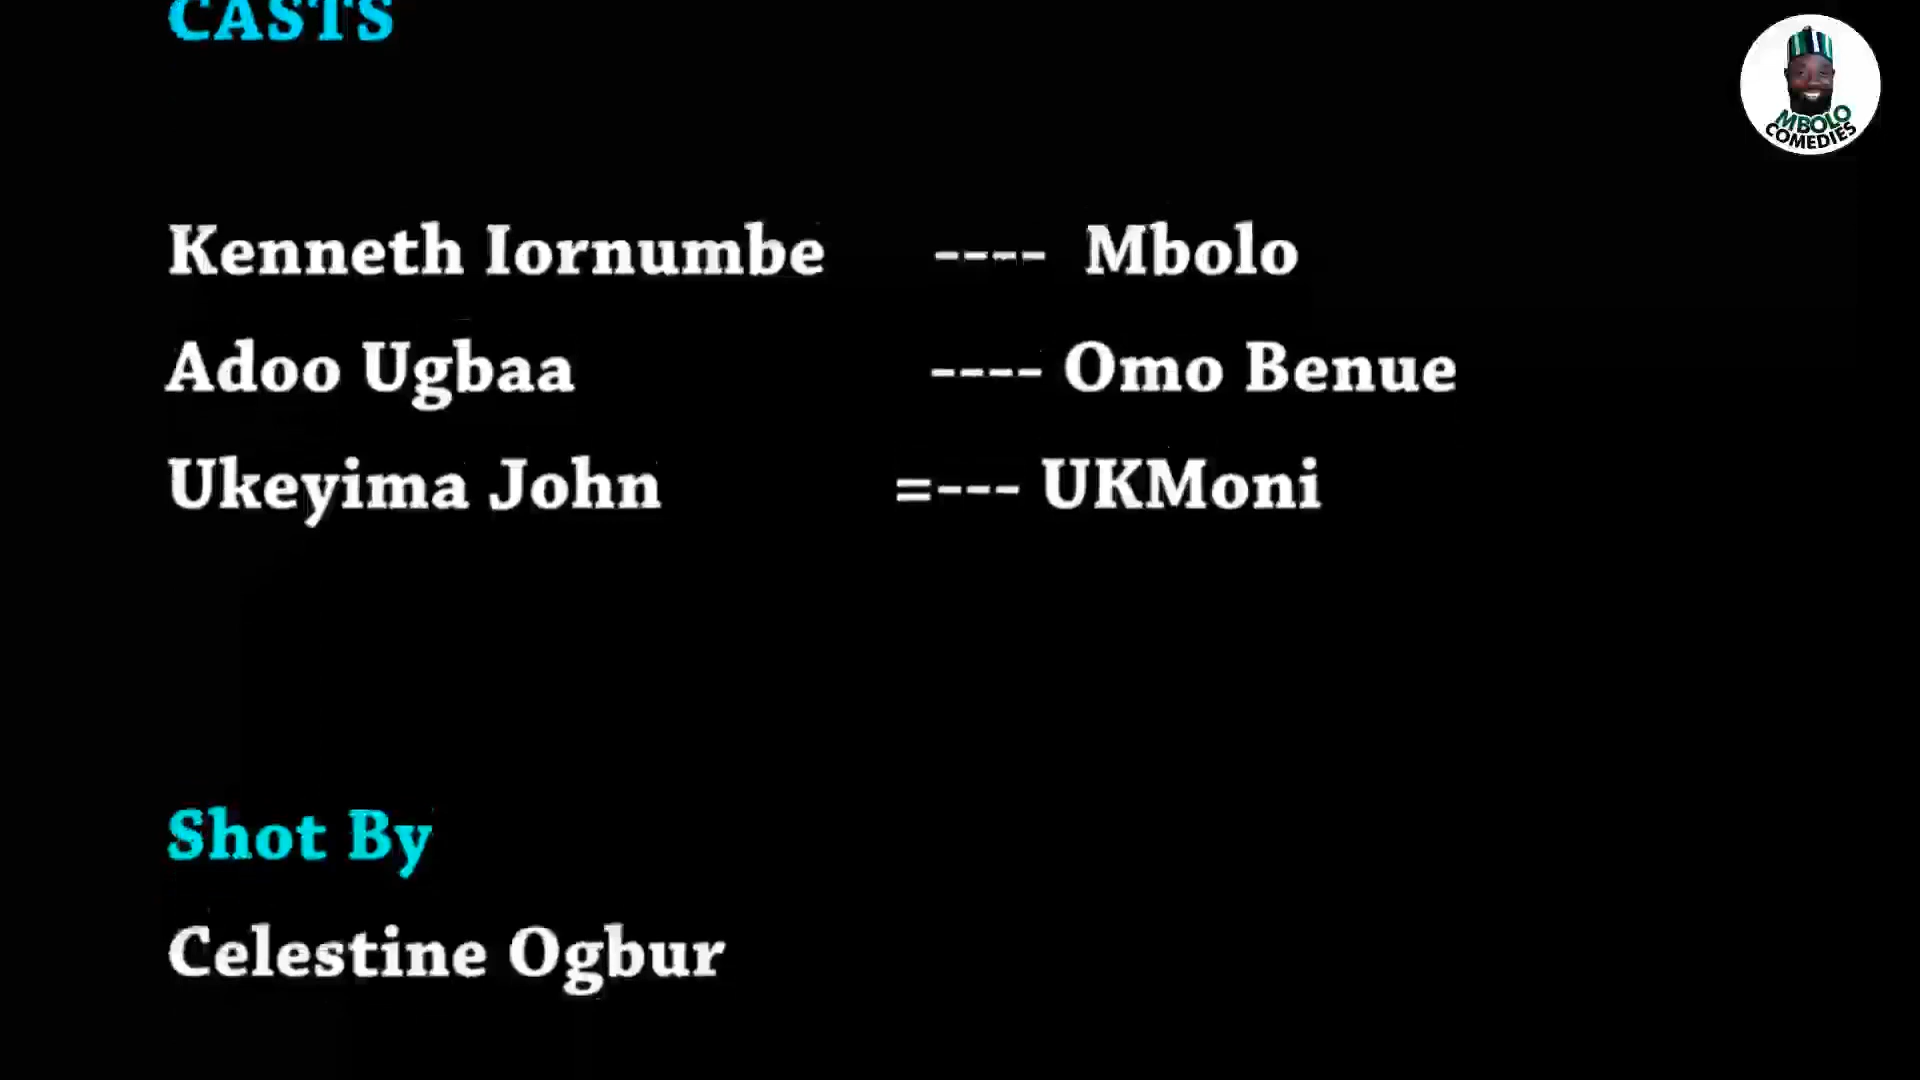 CASTS
MBOLO
COMEDIES
Kenneth Iornumbe ---- Mbolo
Adoo Ugbaa ---- Omo Benue
Ukeyima John =--- UKMoni
Shot By
Celestine Ogbur